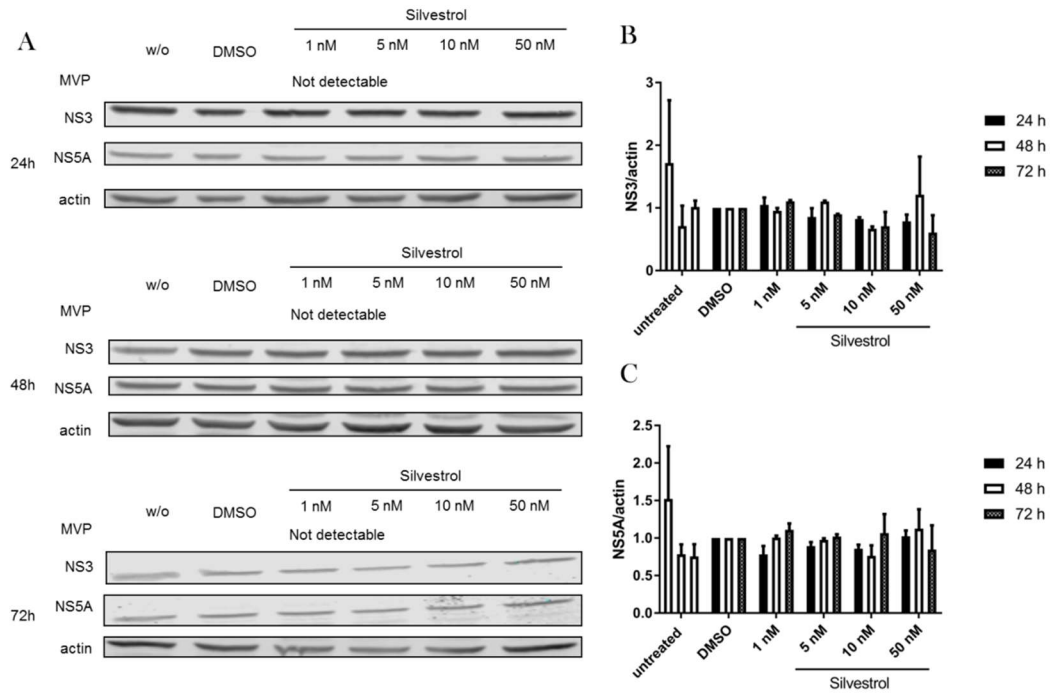 A
Silvestrol
w/o DMSO 1 nM 5 nM 10 nM 50 nM
MVP Not detectable
NS3
24h NS5A
actin
Silvestrol
w/o DMSO 1 nM 5 nM 10 nM 50 nM
MVP Not detectable
NS3
48h NS5A
actin
Silvestrol
w/o DMSO 1 nM 5 nM 10 nM 50 nM
MVP Not detectable
NS3
72h NS5A
actin
B
NS3/actin
3
2
1
0
24 h
48 h
72 h
untreated DMSO 1 nM 5 nM 10 nM 50 nM
Silvestrol
C
NS5A/actin
2.5
2.0
1.5
1.0
0.5
0.0
24 h
48 h
72 h
untreated DMSO 1 nM 5 nM 10 nM 50 nM
Silvestrol